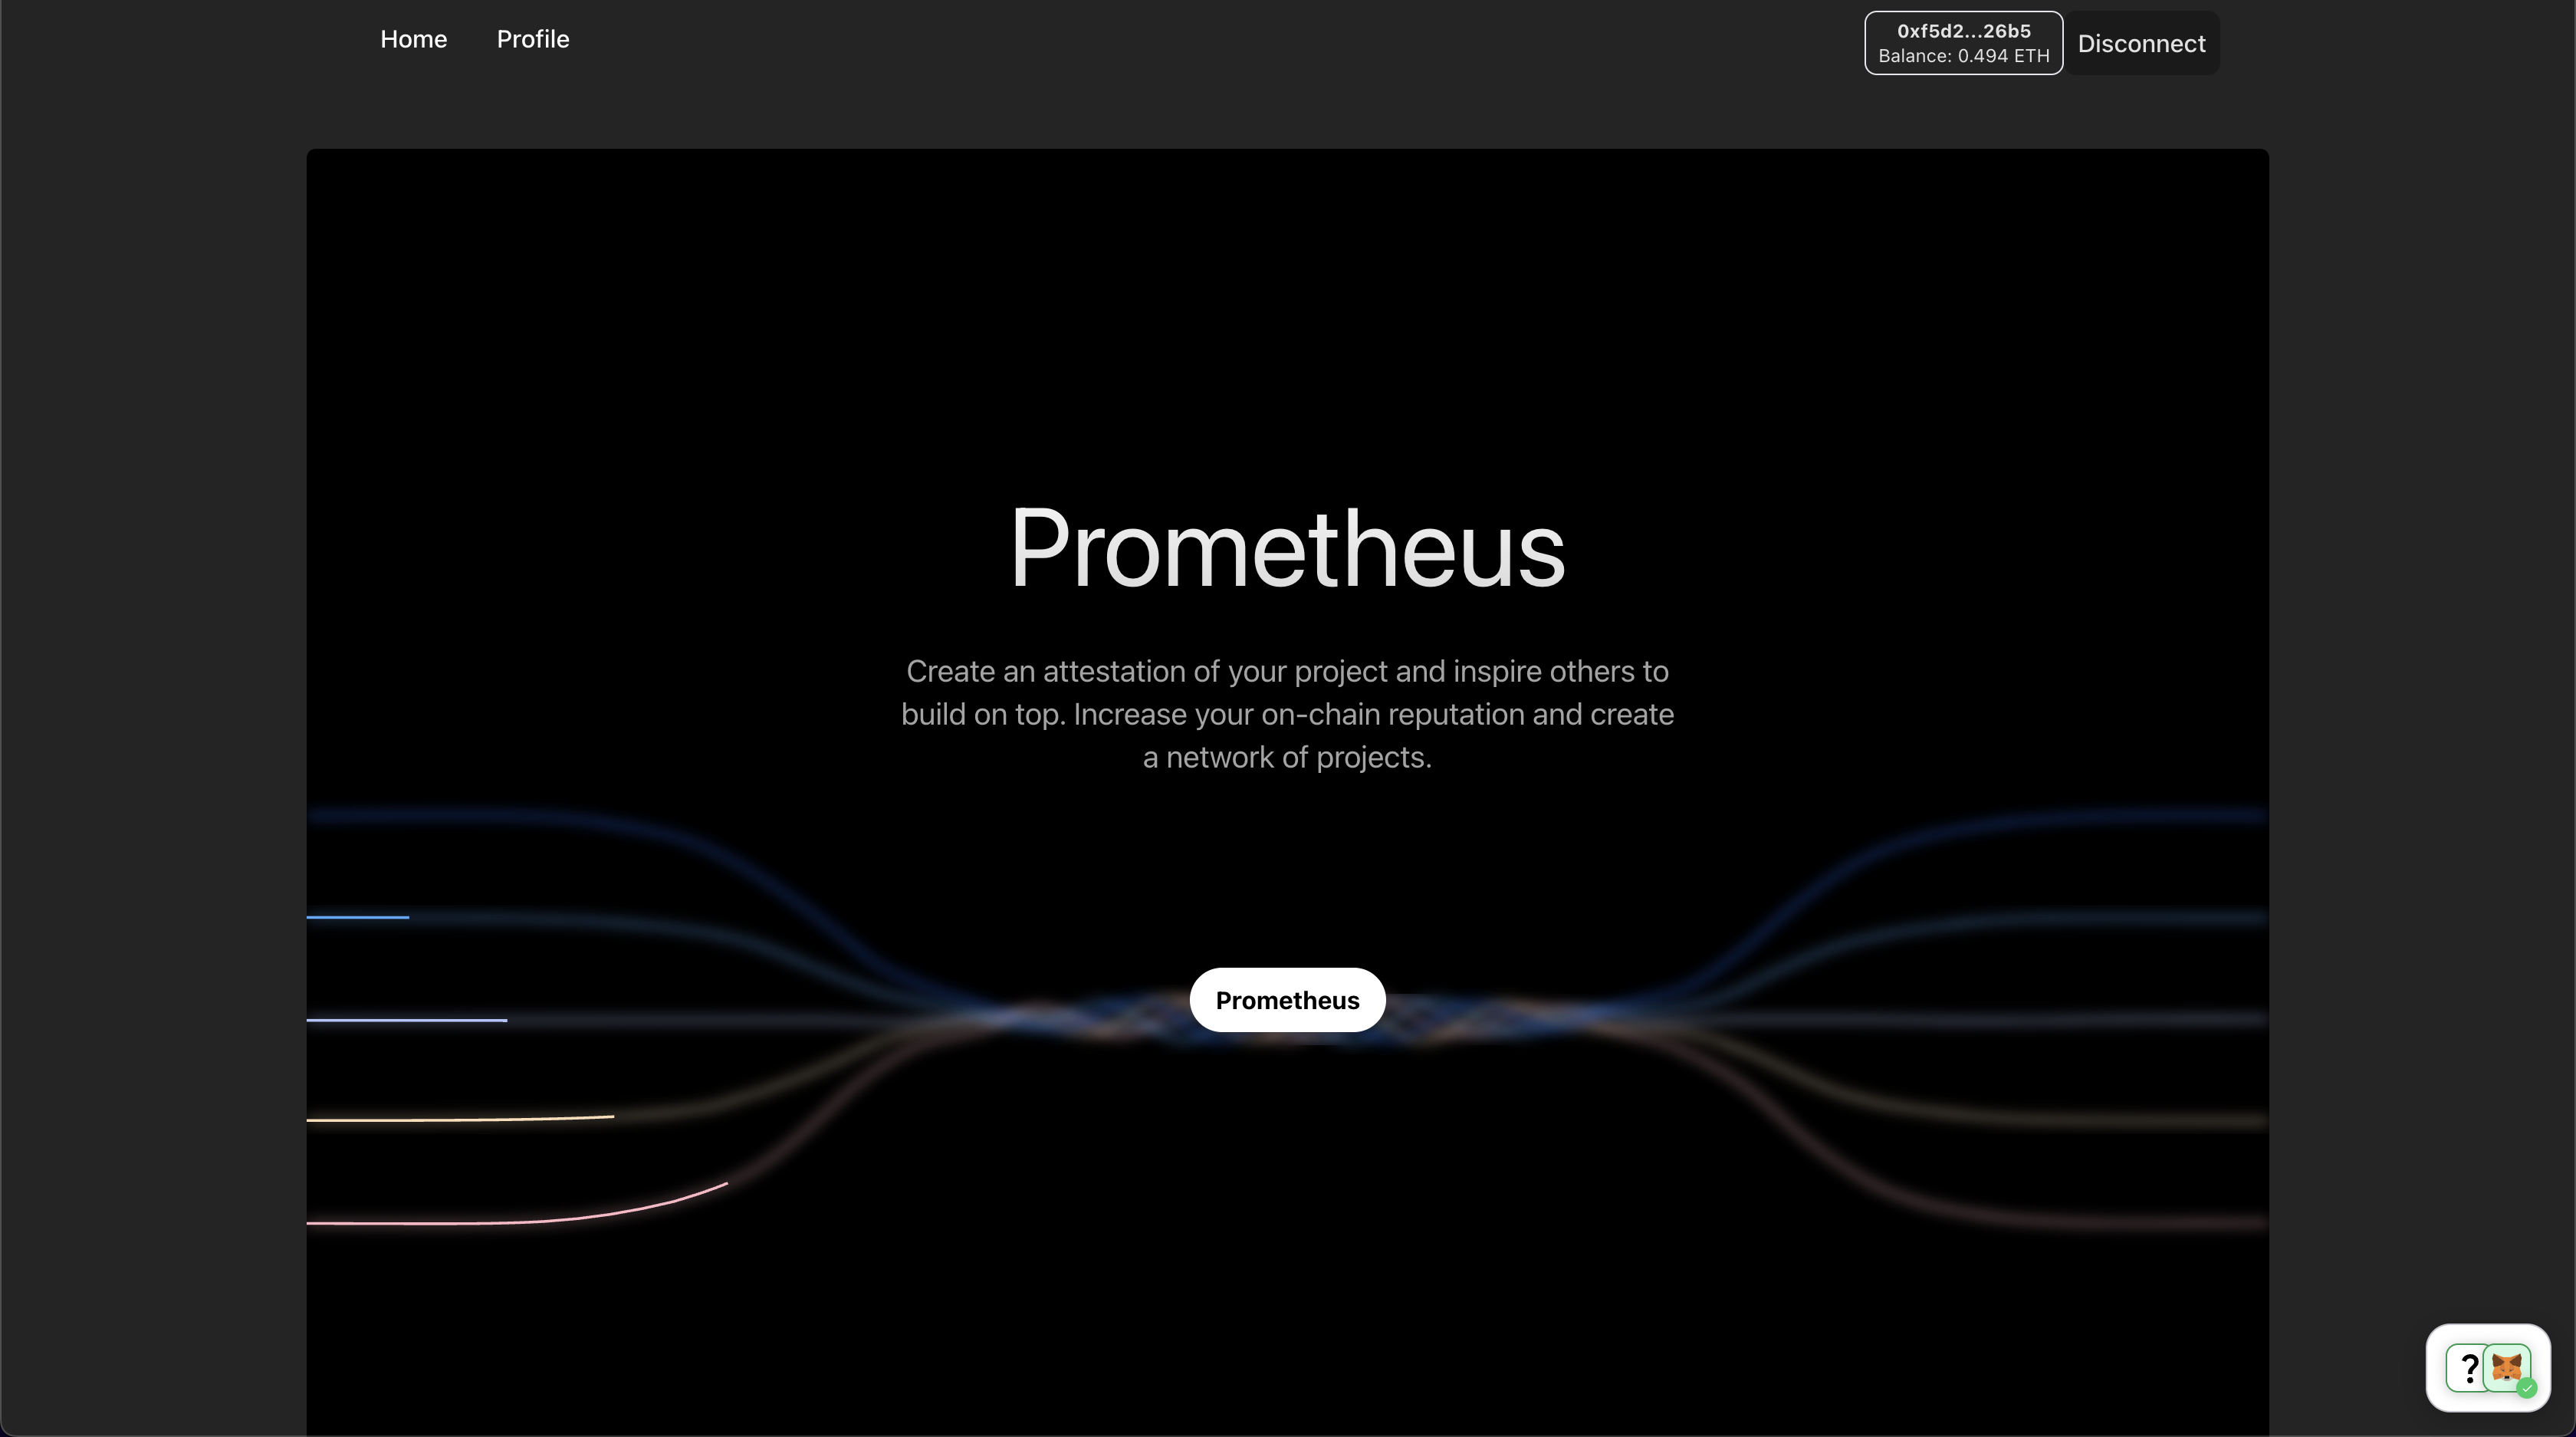 Home Profile
0xf5d2...26b5
Balance: 0.494 ETH
Disconnect
Prometheus
Create an attestation of your project and inspire others to
build on top. Increase your on-chain reputation and create
a network of projects.
Prometheus
?